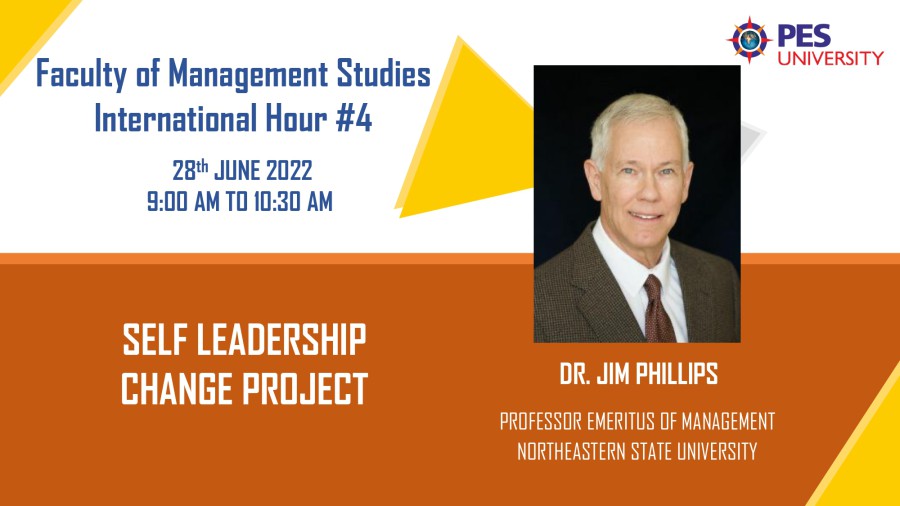 PES
UNIVERSITY
Faculty of Management Studies
International Hour #4
28th JUNE 2022
9:00 AM TO 10:30 AM
SELF LEADERSHIP
CHANGE PROJECT
DR. JIM PHILLIPS
PROFESSOR EMERITUS OF MANAGEMENT
NORTHEASTERN STATE UNIVERSITY